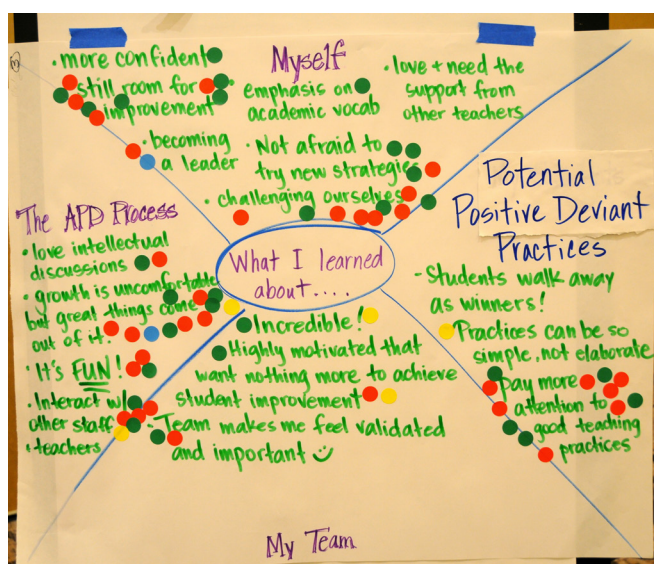 Myself
• more confident
• still room for
improvement
• becoming
a leader
• emphasis on
academic vocab
• Not afraid to
try new strategies
• challenging ourselves
• love + need the
support from
other teachers
The APD Process
• love intellectual
discussions
• growth is uncomfortable
but great things come
out of it.
• It's FUN!
• Interact w/
other staff
+ teachers
What I learned
about....
Potential
Positive Deviant
Practices
- Students walk away
as winners!
Practices can be so
simple, not elaborate
pay more
attention to
good teaching
practices
Incredible!
Highly motivated that
want nothing more to achieve
student improvement
- Team makes me feel validated
and important
My Team